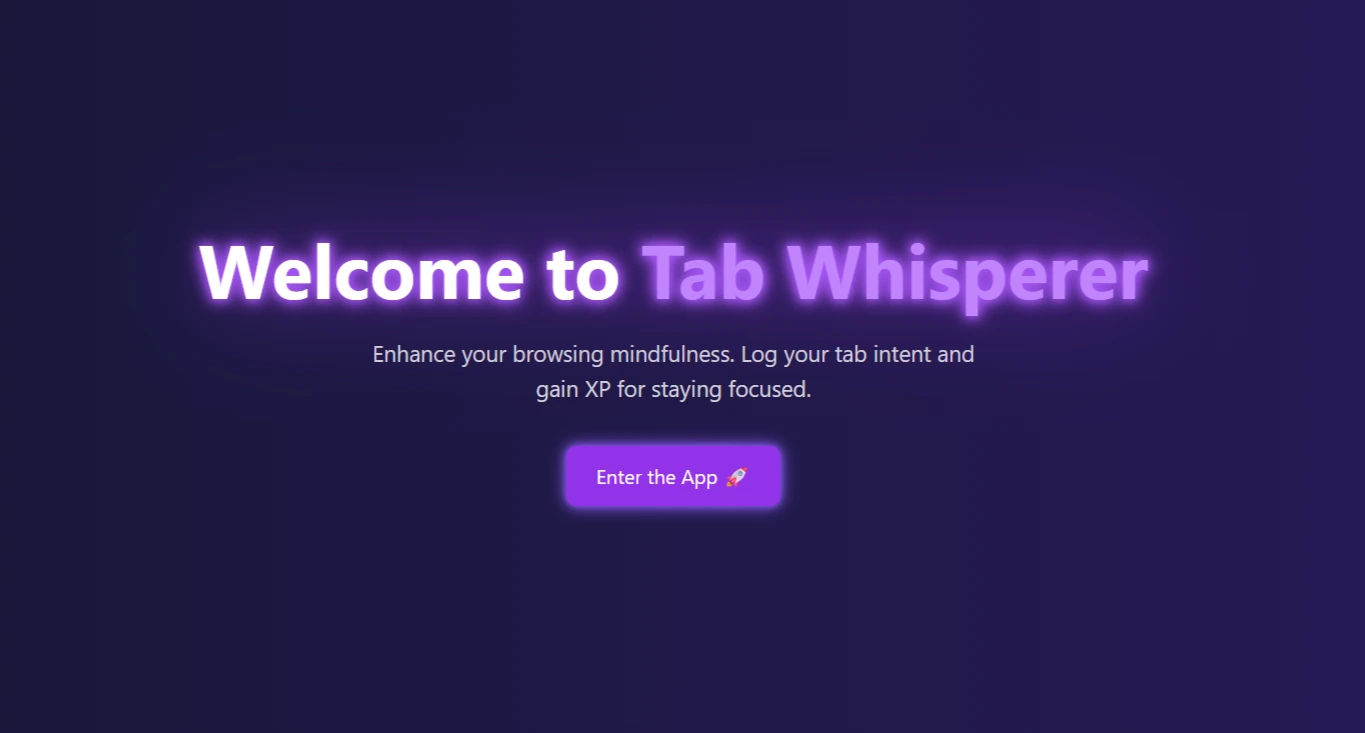 Welcome to Tab Whisperer
Enhance your browsing mindfulness. Log your tab intent and
gain XP for staying focused.
Enter the App 🚀